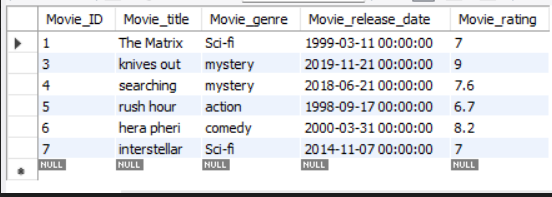 Movie_ID Movie_title Movie_genre Movie_release_date Movie_rating
1 The Matrix Sci-fi 1999-03-11 00:00:00 7
3 knives out mystery 2019-11-21 00:00:00 9
4 searching mystery 2018-06-21 00:00:00 7.6
5 rush hour action 1998-09-17 00:00:00 6.7
6 hera pheri comedy 2000-03-31 00:00:00 8.2
7 interstellar Sci-fi 2014-11-07 00:00:00 7
NULL NULL NULL NULL NULL